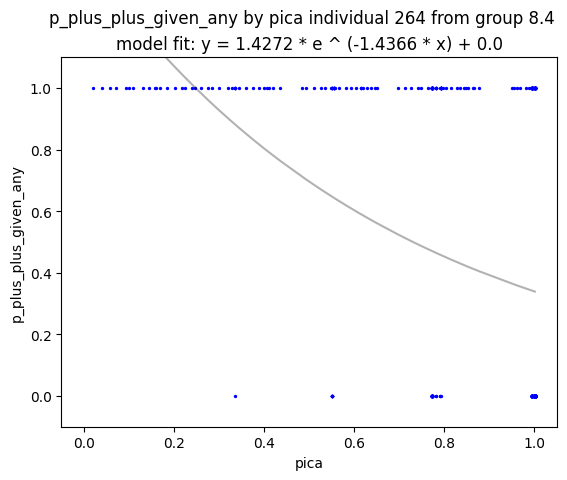 p_plus_plus_given_any by pica individual 264 from group 8.4
model fit: y = 1.4272 * e ^ (-1.4366 * x) + 0.0
1.0
0.8
0.6
0.4
0.2
0.0
p_plus_plus_given_any
0.0 0.2 0.4 0.6 0.8 1.0
pica